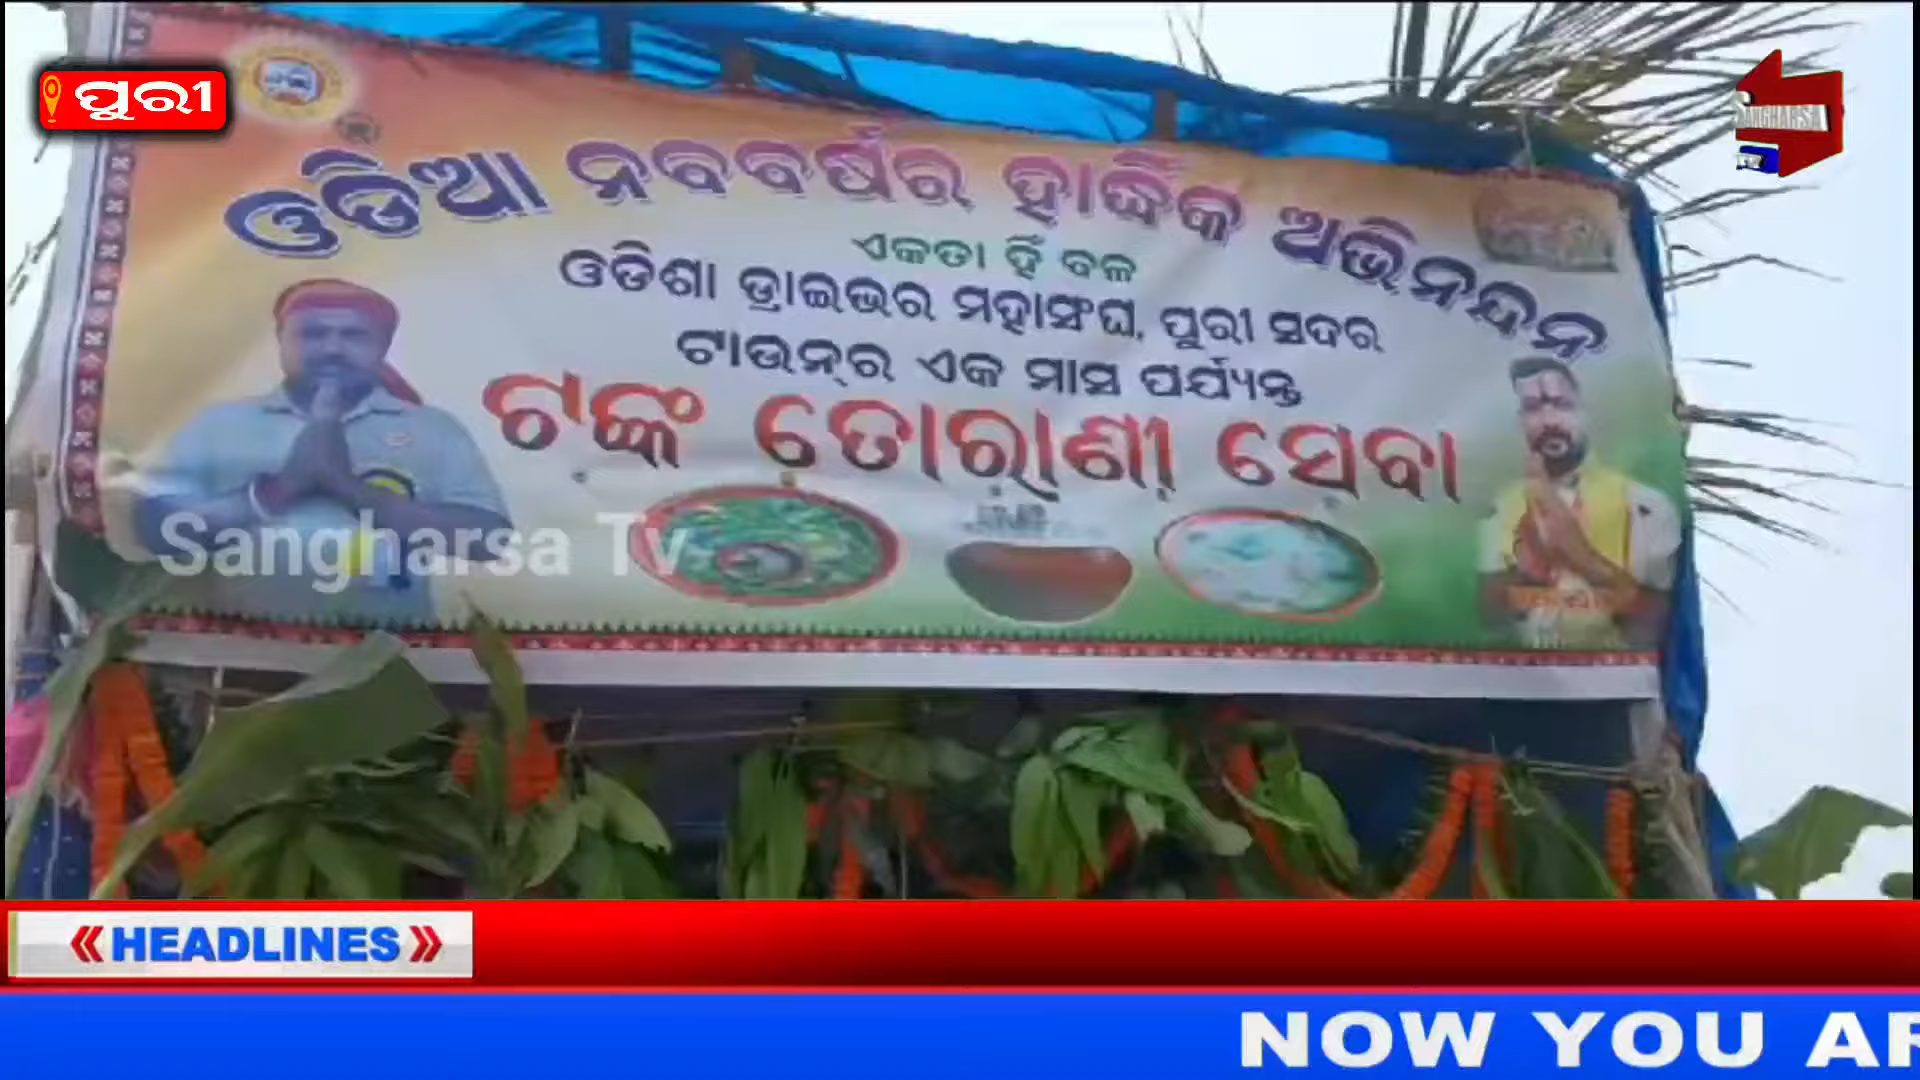 ପୁରୀ
SANGHARSA
ଓଡିଆ ନବବର୍ଷର ହାର୍ଦ୍ଧିକ ଅଭିନନ୍ଦନ
ଏକତା ହିଁ ବଳ
ଓଡିଶା ଡ୍ରାଇଭର ମହାସଂଘ, ପୁରୀ ସଦର
ଟାଉନ୍‌ର ଏକ ମାସ ପର୍ଯ୍ୟନ୍ତ
ଟଙ୍କ ତୋରାଣୀ ସେବା
Sangharsa Tv
HEADLINES
NOW YOU AR